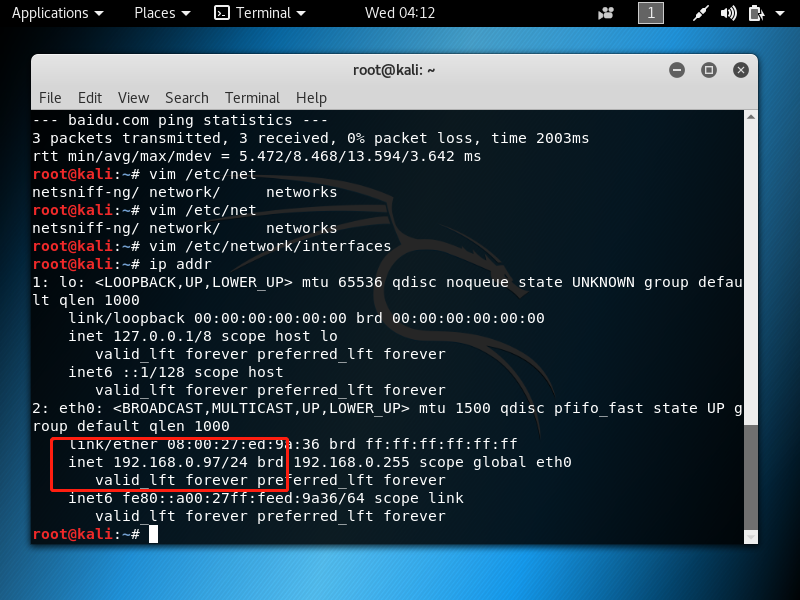 Applications Places Terminal Wed 04:12 1
root@kali: ~
File Edit View Search Terminal Help
--- baidu.com ping statistics ---
3 packets transmitted, 3 received, 0% packet loss, time 2003ms
rtt min/avg/max/mdev = 5.472/8.468/13.594/3.642 ms
root@kali:~# vim /etc/net
netsniff-ng/ network/     networks
root@kali:~# vim /etc/net
netsniff-ng/ network/     networks
root@kali:~# vim /etc/network/interfaces
root@kali:~# ip addr
1: lo: <LOOPBACK,UP,LOWER_UP> mtu 65536 qdisc noqueue state UNKNOWN group defau
lt qlen 1000
    link/loopback 00:00:00:00:00:00 brd 00:00:00:00:00:00
    inet 127.0.0.1/8 scope host lo
       valid_lft forever preferred_lft forever
    inet6 ::1/128 scope host
       valid_lft forever preferred_lft forever
2: eth0: <BROADCAST,MULTICAST,UP,LOWER_UP> mtu 1500 qdisc pfifo_fast state UP g
roup default qlen 1000
    link/ether 08:00:27:ed:9a:36 brd ff:ff:ff:ff:ff:ff
    inet 192.168.0.97/24 brd 192.168.0.255 scope global eth0
       valid_lft forever preferred_lft forever
    inet6 fe80::a00:27ff:feed:9a36/64 scope link
       valid_lft forever preferred_lft forever
root@kali:~#